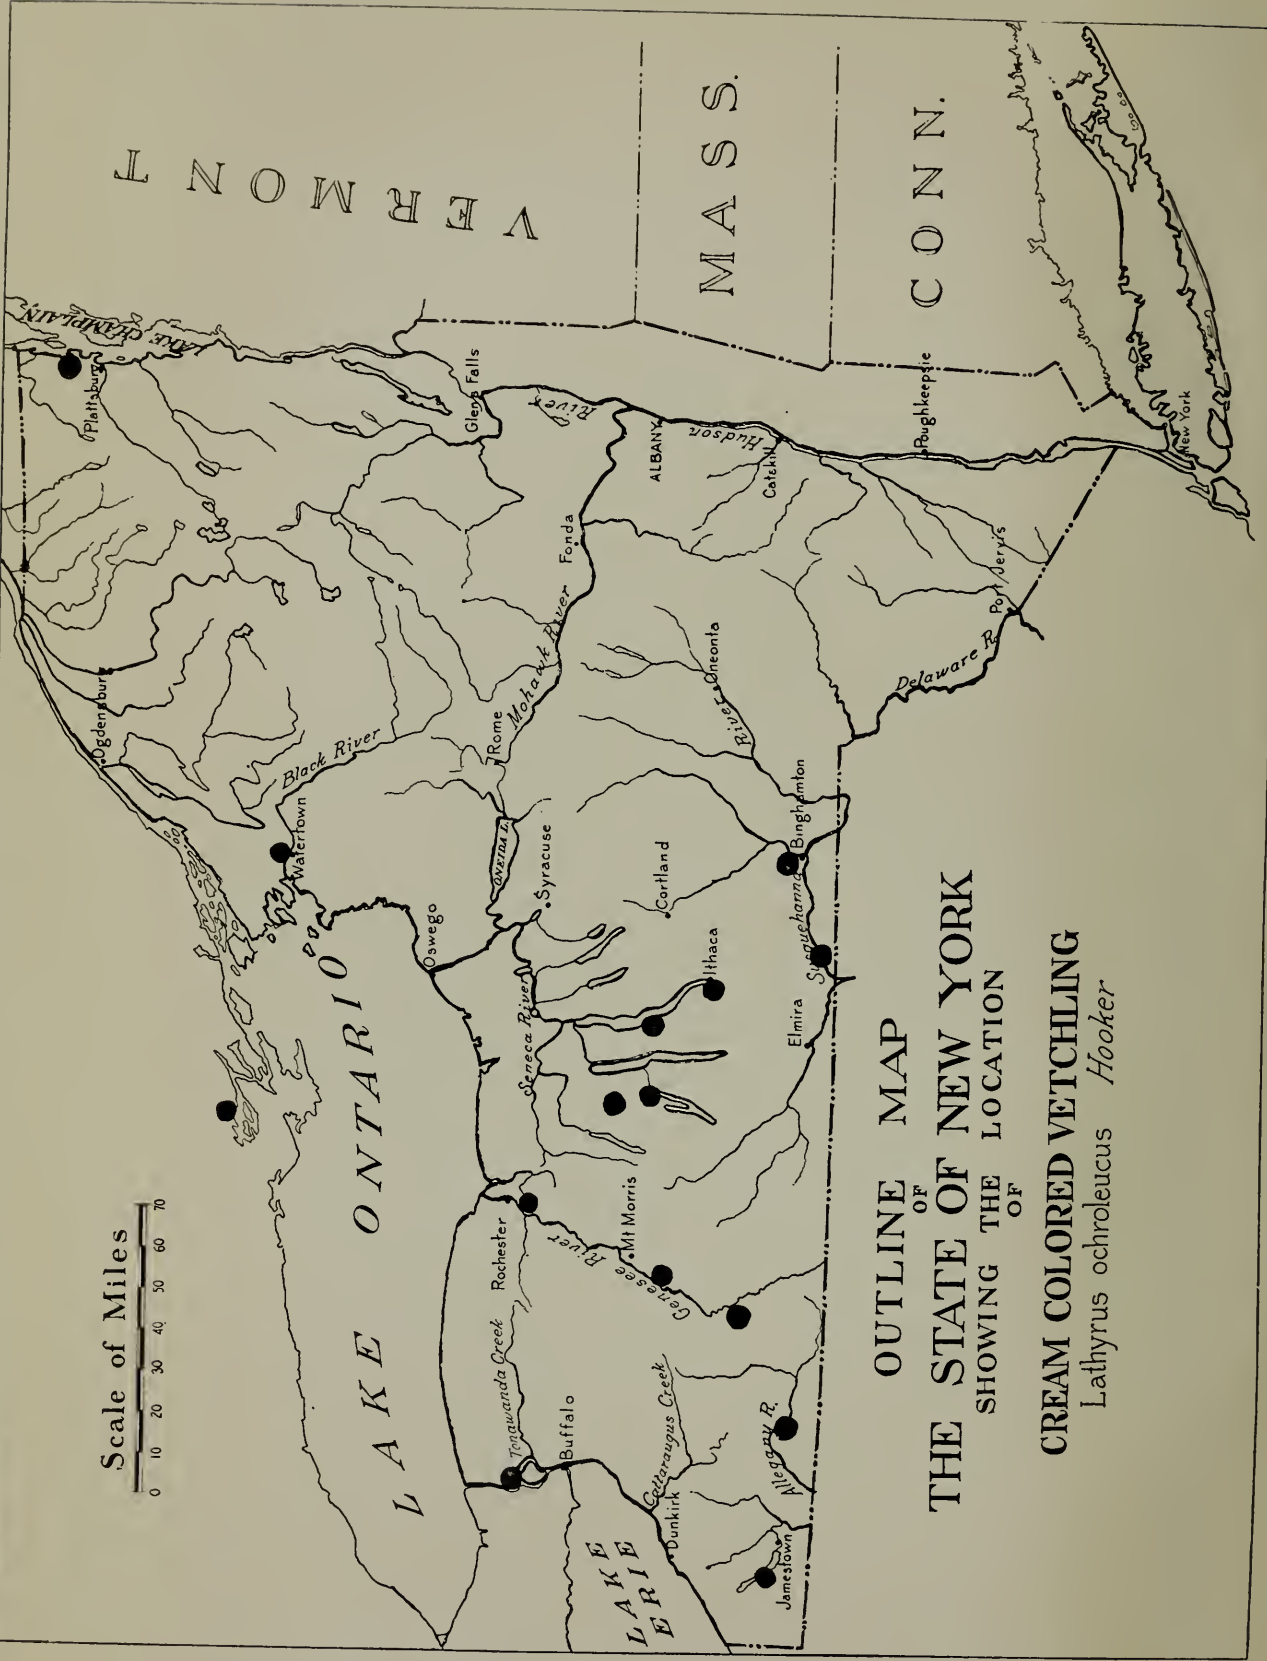 OUTLINE MAP
OF
THE STATE OF NEW YORK
SHOWING THE LOCATION
OF
CREAM COLORED VETCHLING
Lathyrus ochroleucus Hooker
Scale of Miles
0 10 20 30 40 50 60 70
LAKE ONTARIO
LAKE
ERIE
VERMONT
MASS.
CONN.
LAKE CHAMPLAIN
Plattsburg
Ogdensburg
Watertown
Black River
Glens Falls
Hudson River
ALBANY
Catskill
Poughkeepsie
New York
Port Jervis
Delaware R.
Fonda
Mohawk River
Rome
ONEIDA L.
Syracuse
Oswego
Oneonta
River
Binghamton
Susquehanna
Cortland
Ithaca
Elmira
Seneca River
Rochester
Mt Morris
Genesee River
Tonawanda Creek
Buffalo
Cattaraugus Creek
Dunkirk
Allegany R.
Jamestown